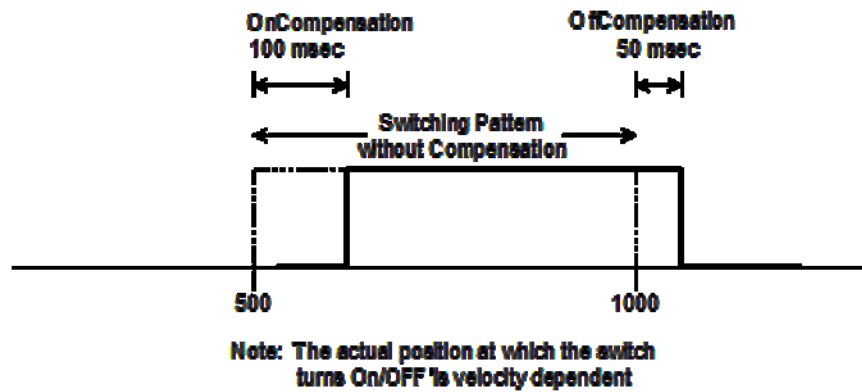 OnCompensation
100 msec
OffCompensation
50 msec
Switching Pattern
without Compensation
500
1000
Note: The actual position at which the switch
turns On/OFF is velocity dependent